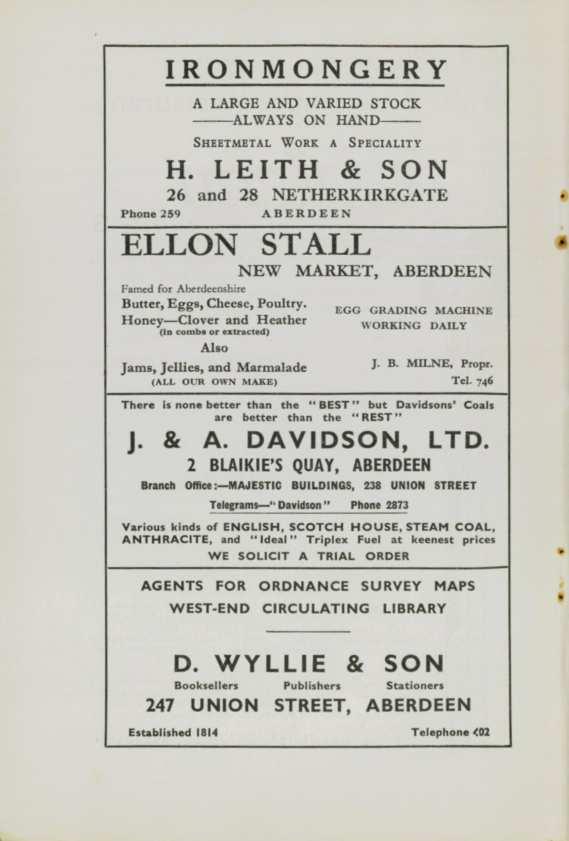 IRONMONGERY
A LARGE AND VARIED STOCK
——ALWAYS ON HAND——
SHEETMETAL WORK A SPECIALITY
H. LEITH & SON
26 and 28 NETHERKIRKGATE
Phone 259 ABERDEEN
ELLON STALL
NEW MARKET, ABERDEEN
Famed for Aberdeenshire
Butter, Eggs, Cheese, Poultry.
Honey—Clover and Heather
(in combs or extracted)
Also
Jams, Jellies, and Marmalade
(ALL OUR OWN MAKE)
EGG GRADING MACHINE
WORKING DAILY
J. B. MILNE, Propr.
Tel. 746
There is none better than the "BEST" but Davidsons' Coals
are better than the "REST"
J. & A. DAVIDSON, LTD.
2 BLAIKIE'S QUAY, ABERDEEN
Branch Office:—MAJESTIC BUILDINGS, 238 UNION STREET
Telegrams—"Davidson" Phone 2873
Various kinds of ENGLISH, SCOTCH HOUSE, STEAM COAL,
ANTHRACITE, and "Ideal" Triplex Fuel at keenest prices
WE SOLICIT A TRIAL ORDER
AGENTS FOR ORDNANCE SURVEY MAPS
WEST-END CIRCULATING LIBRARY
D. WYLLIE & SON
Booksellers Publishers Stationers
247 UNION STREET, ABERDEEN
Established 1814 Telephone 02